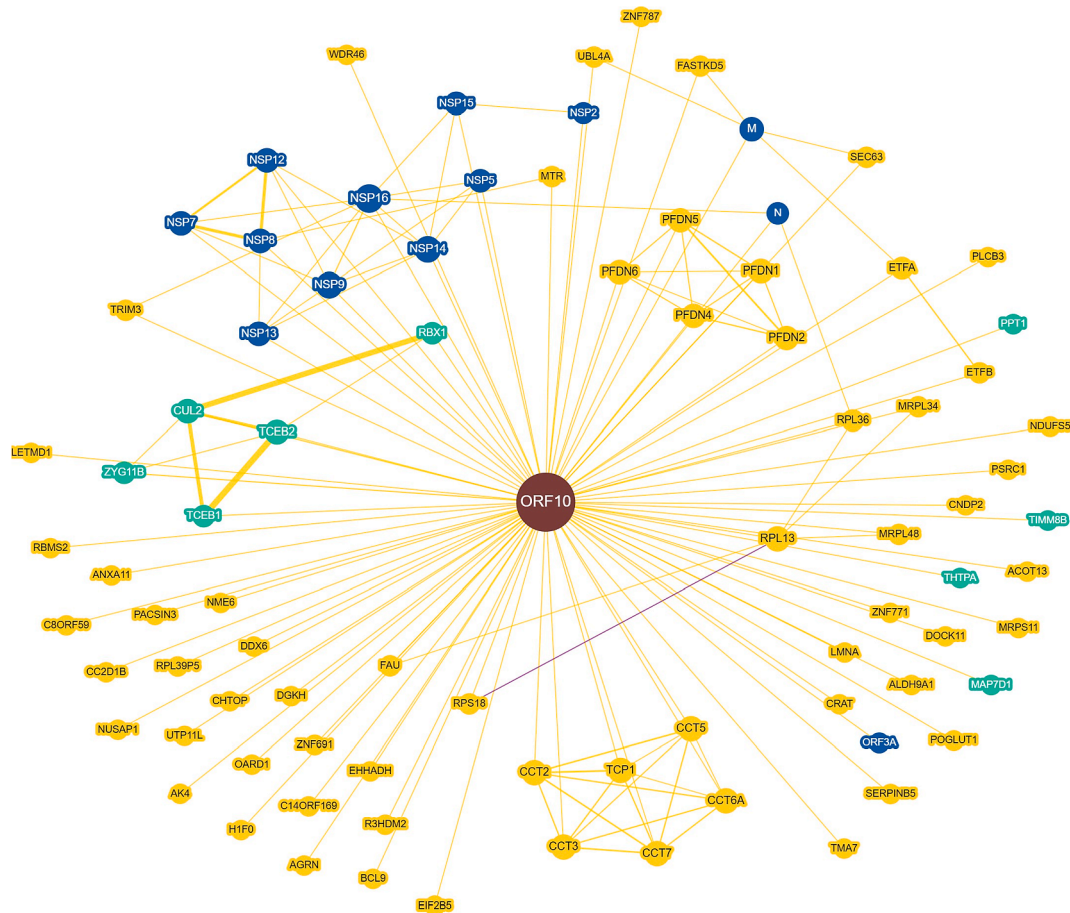 ZNF787
WDR46
UBL4A
FASTKD5
NSP15
NSP2
M
NSP12
SEC63
NSP5
MTR
NSP16
N
NSP7
PFDN5
NSP8
NSP14
PLCB3
PFDN6
PFDN1
ETFA
NSP9
TRIM3
PFDN4
PPT1
NSP13
RBX1
PFDN2
ETFB
CUL2
MRPL34
RPL36
NDUFS5
TCEB2
LETMD1
ZYG11B
PSRC1
ORF10
CNDP2
TCEB1
TIMM8B
RPL13
MRPL48
RBMS2
ANXA11
THTPA
ACOT13
NME6
PACSIN3
ZNF771
C8ORF59
MRPS11
DOCK11
DDX6
LMNA
CC2D1B
RPL39P5
FAU
ALDH9A1
MAP7D1
DGKH
CHTOP
RPS18
CRAT
NUSAP1
UTP11L
CCT5
ORF3A
POGLUT1
ZNF691
OARD1
EHHADH
CCT2
TCP1
AK4
C14ORF169
CCT6A
SERPINB5
H1F0
R3HDM2
CCT3
CCT7
TMA7
AGRN
BCL9
EIF2B5